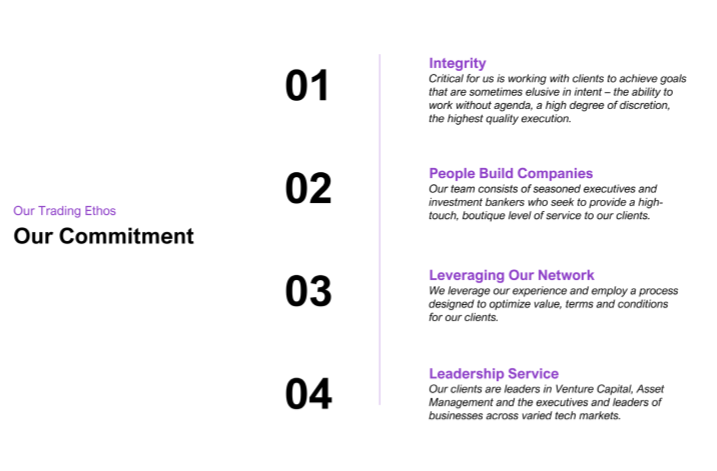 Our Trading Ethos
Our Commitment
01
Integrity
Critical for us is working with clients to achieve goals
that are sometimes elusive in intent – the ability to
work without agenda, a high degree of discretion,
the highest quality execution.
02
People Build Companies
Our team consists of seasoned executives and
investment bankers who seek to provide a high-
touch, boutique level of service to our clients.
03
Leveraging Our Network
We leverage our experience and employ a process
designed to optimize value, terms and conditions
for our clients.
04
Leadership Service
Our clients are leaders in Venture Capital, Asset
Management and the executives and leaders of
businesses across varied tech markets.